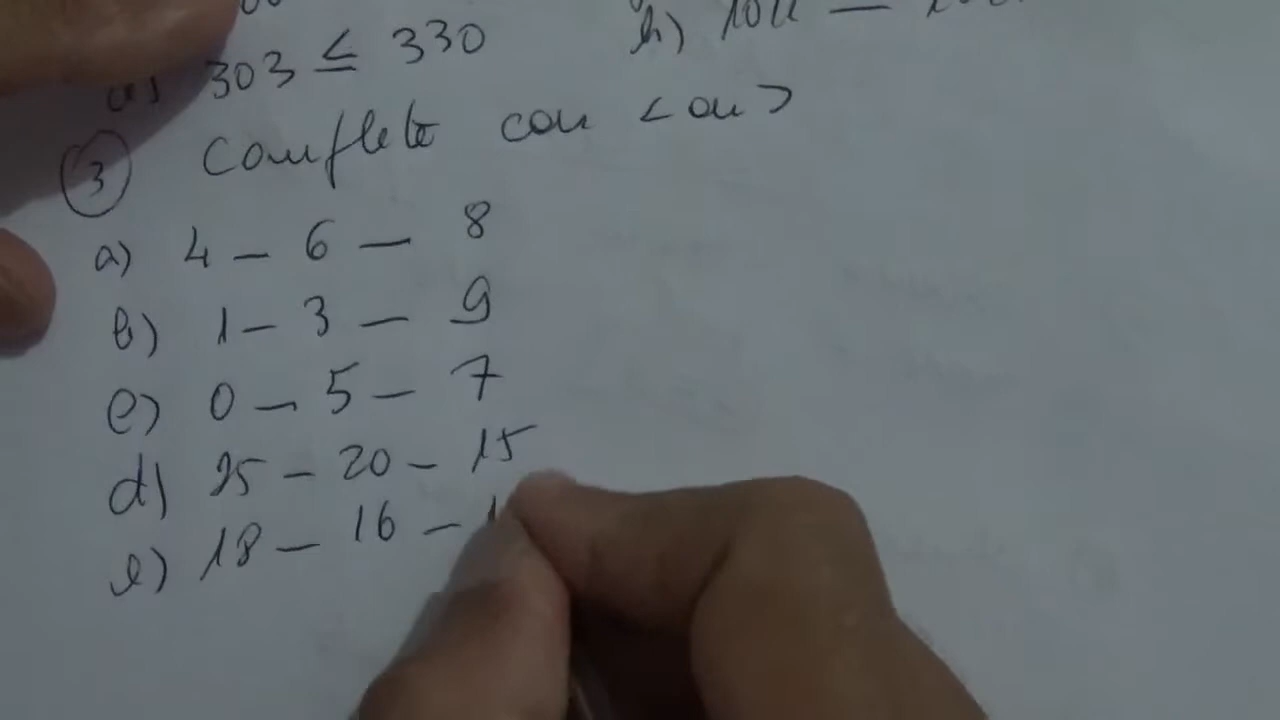 303 ≤ 330
h)
3 Complete com < ou >
a) 4 — 6 — 8
b) 1 — 3 — 9
c) 0 — 5 — 7
d) 25 — 20 — 15
e) 18 — 16 —